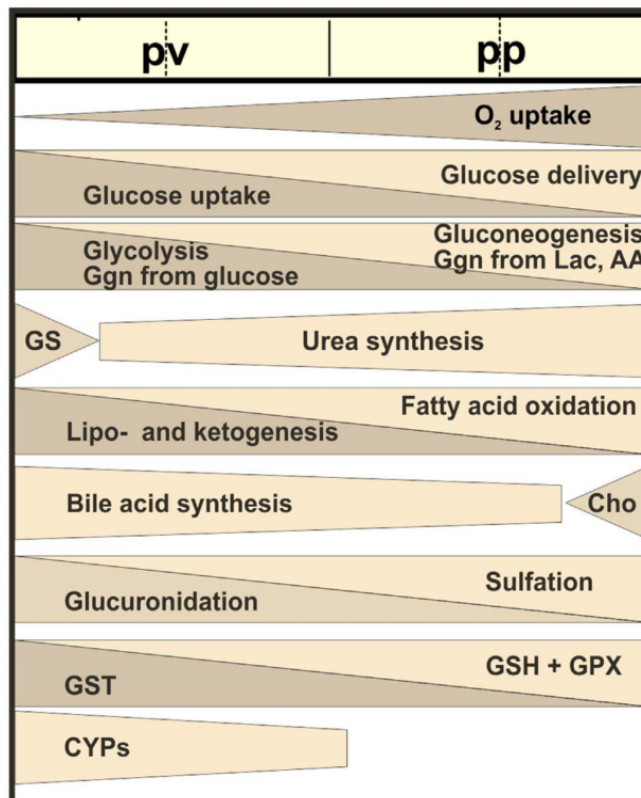 pv
pp
O₂ uptake
Glucose delivery
Glucose uptake
Gluconeogenesis
Ggn from Lac, AA
Glycolysis
Ggn from glucose
GS
Urea synthesis
Fatty acid oxidation
Lipo- and ketogenesis
Bile acid synthesis
Cho
Sulfation
Glucuronidation
GSH + GPX
GST
CYPs